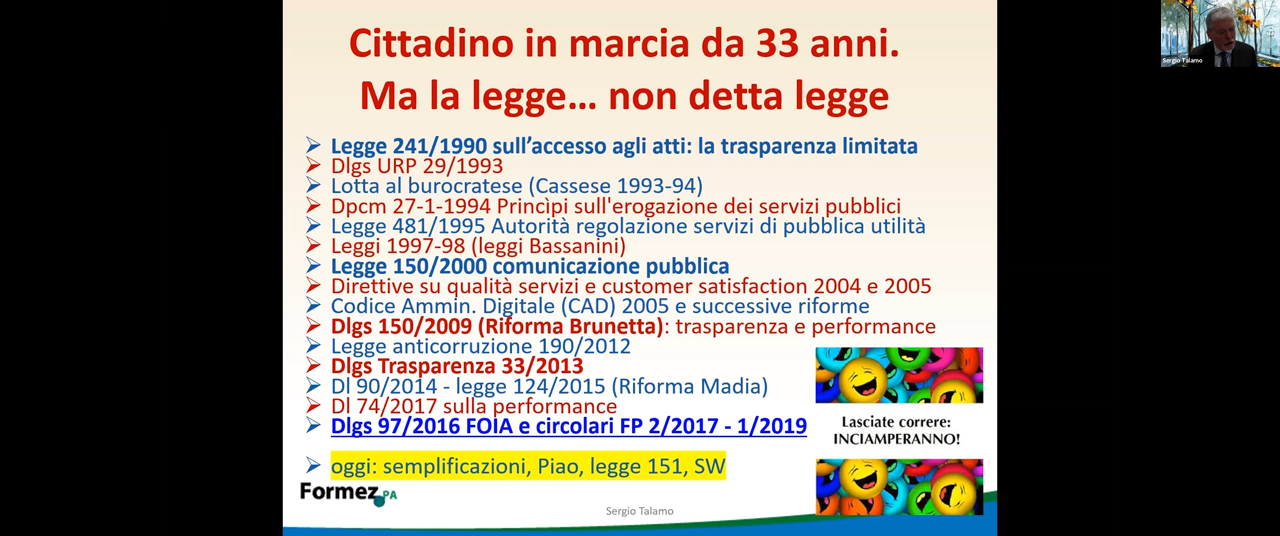 Cittadino in marcia da 33 anni.
Ma la legge... non detta legge
Legge 241/1990 sull'accesso agli atti: la trasparenza limitata
Dlgs URP 29/1993
Lotta al burocratese (Cassese 1993-94)
Dpcm 27-1-1994 Princìpi sull'erogazione dei servizi pubblici
Legge 481/1995 Autorità regolazione servizi di pubblica utilità
Leggi 1997-98 (leggi Bassanini)
Legge 150/2000 comunicazione pubblica
Direttive su qualità servizi e customer satisfaction 2004 e 2005
Codice Ammin. Digitale (CAD) 2005 e successive riforme
Dlgs 150/2009 (Riforma Brunetta): trasparenza e performance
Legge anticorruzione 190/2012
Dlgs Trasparenza 33/2013
Dl 90/2014 - legge 124/2015 (Riforma Madia)
Dl 74/2017 sulla performance
Dlgs 97/2016 FOIA e circolari FP 2/2017 - 1/2019
oggi: semplificazioni, Piao, legge 151, SW
Lasciate correre:
INCIAMPERANNO!
Formez PA
Sergio Talamo
Sergio Talamo